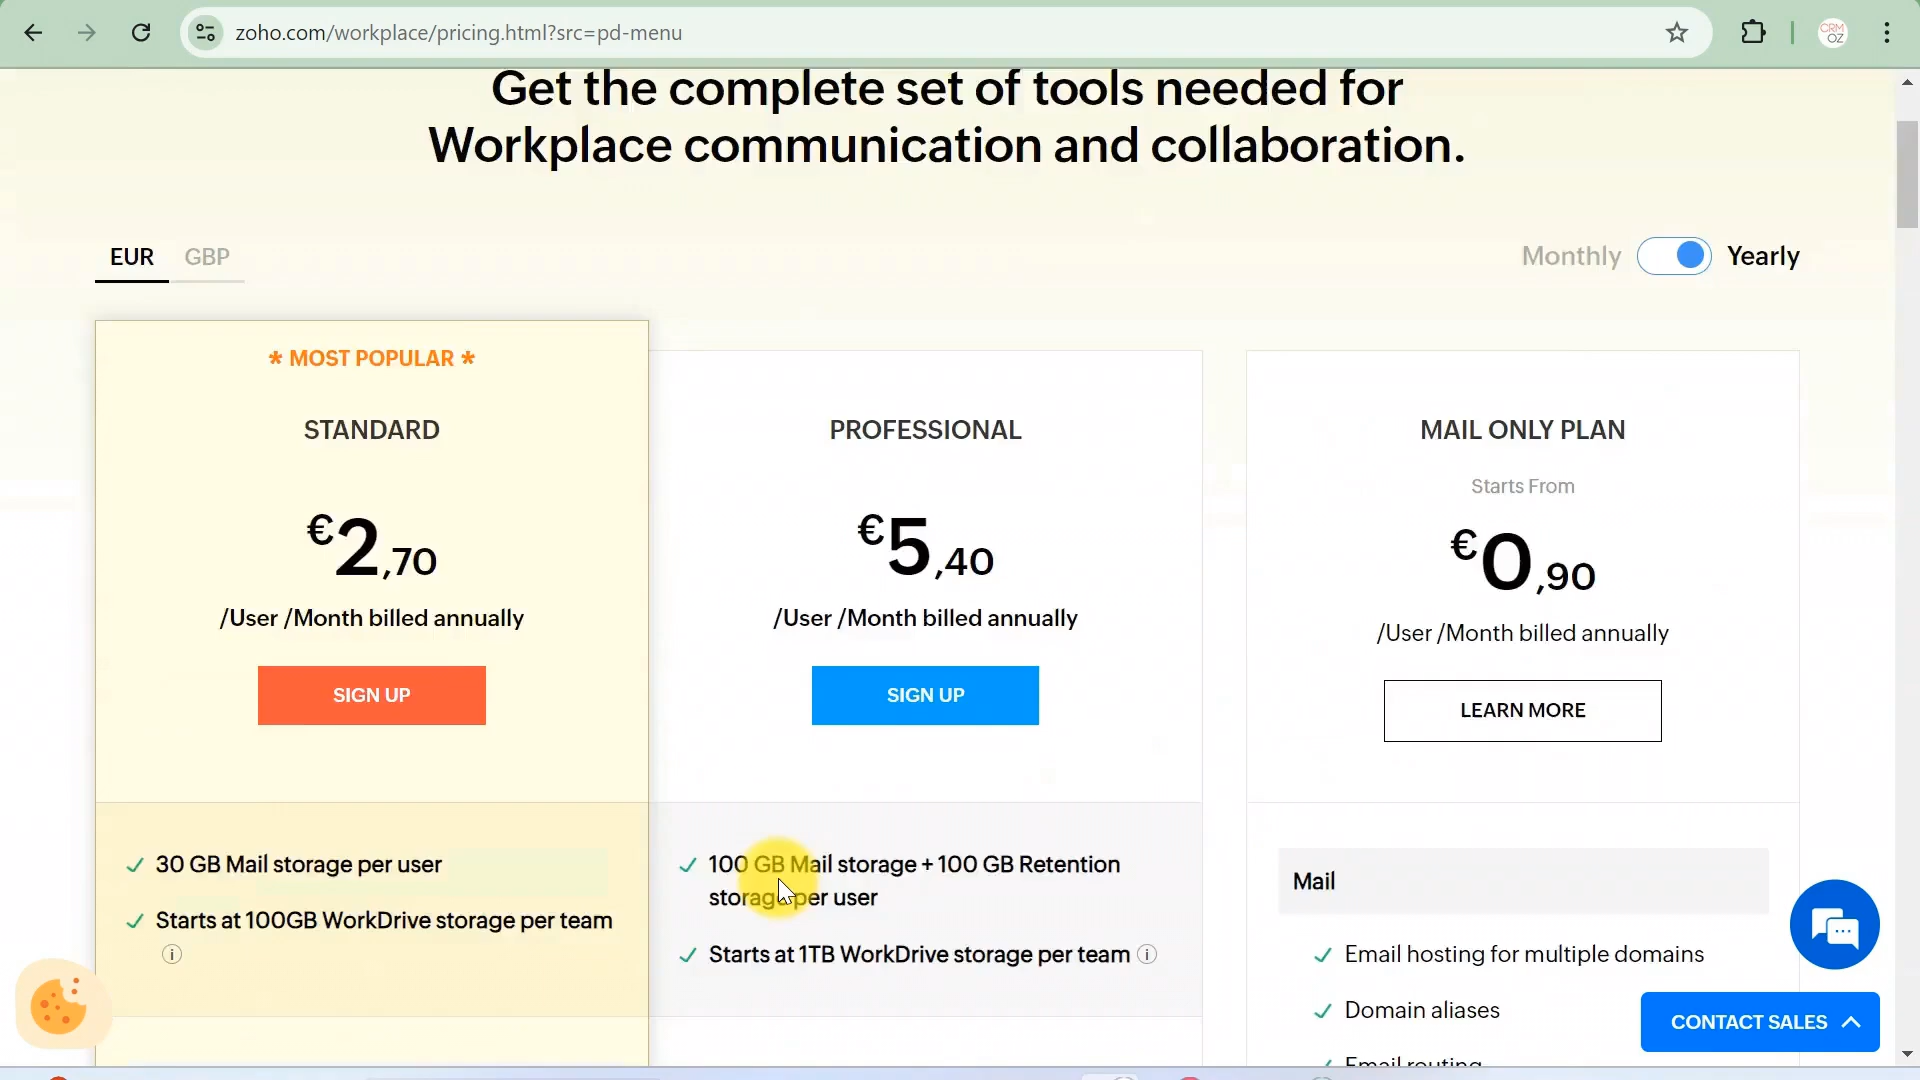 zoho.com/workplace/pricing.html?src=pd-menu
CRM
OZ
Get the complete set of tools needed for
Workplace communication and collaboration.
EUR GBP
Monthly Yearly
* MOST POPULAR *
STANDARD
€2,70
/User /Month billed annually
SIGN UP
30 GB Mail storage per user
Starts at 100GB WorkDrive storage per team
i
PROFESSIONAL
€5,40
/User /Month billed annually
SIGN UP
100 GB Mail storage + 100 GB Retention
storage per user
Starts at 1TB WorkDrive storage per team i
MAIL ONLY PLAN
Starts From
€0,90
/User /Month billed annually
LEARN MORE
Mail
Email hosting for multiple domains
Domain aliases
Email routing
CONTACT SALES